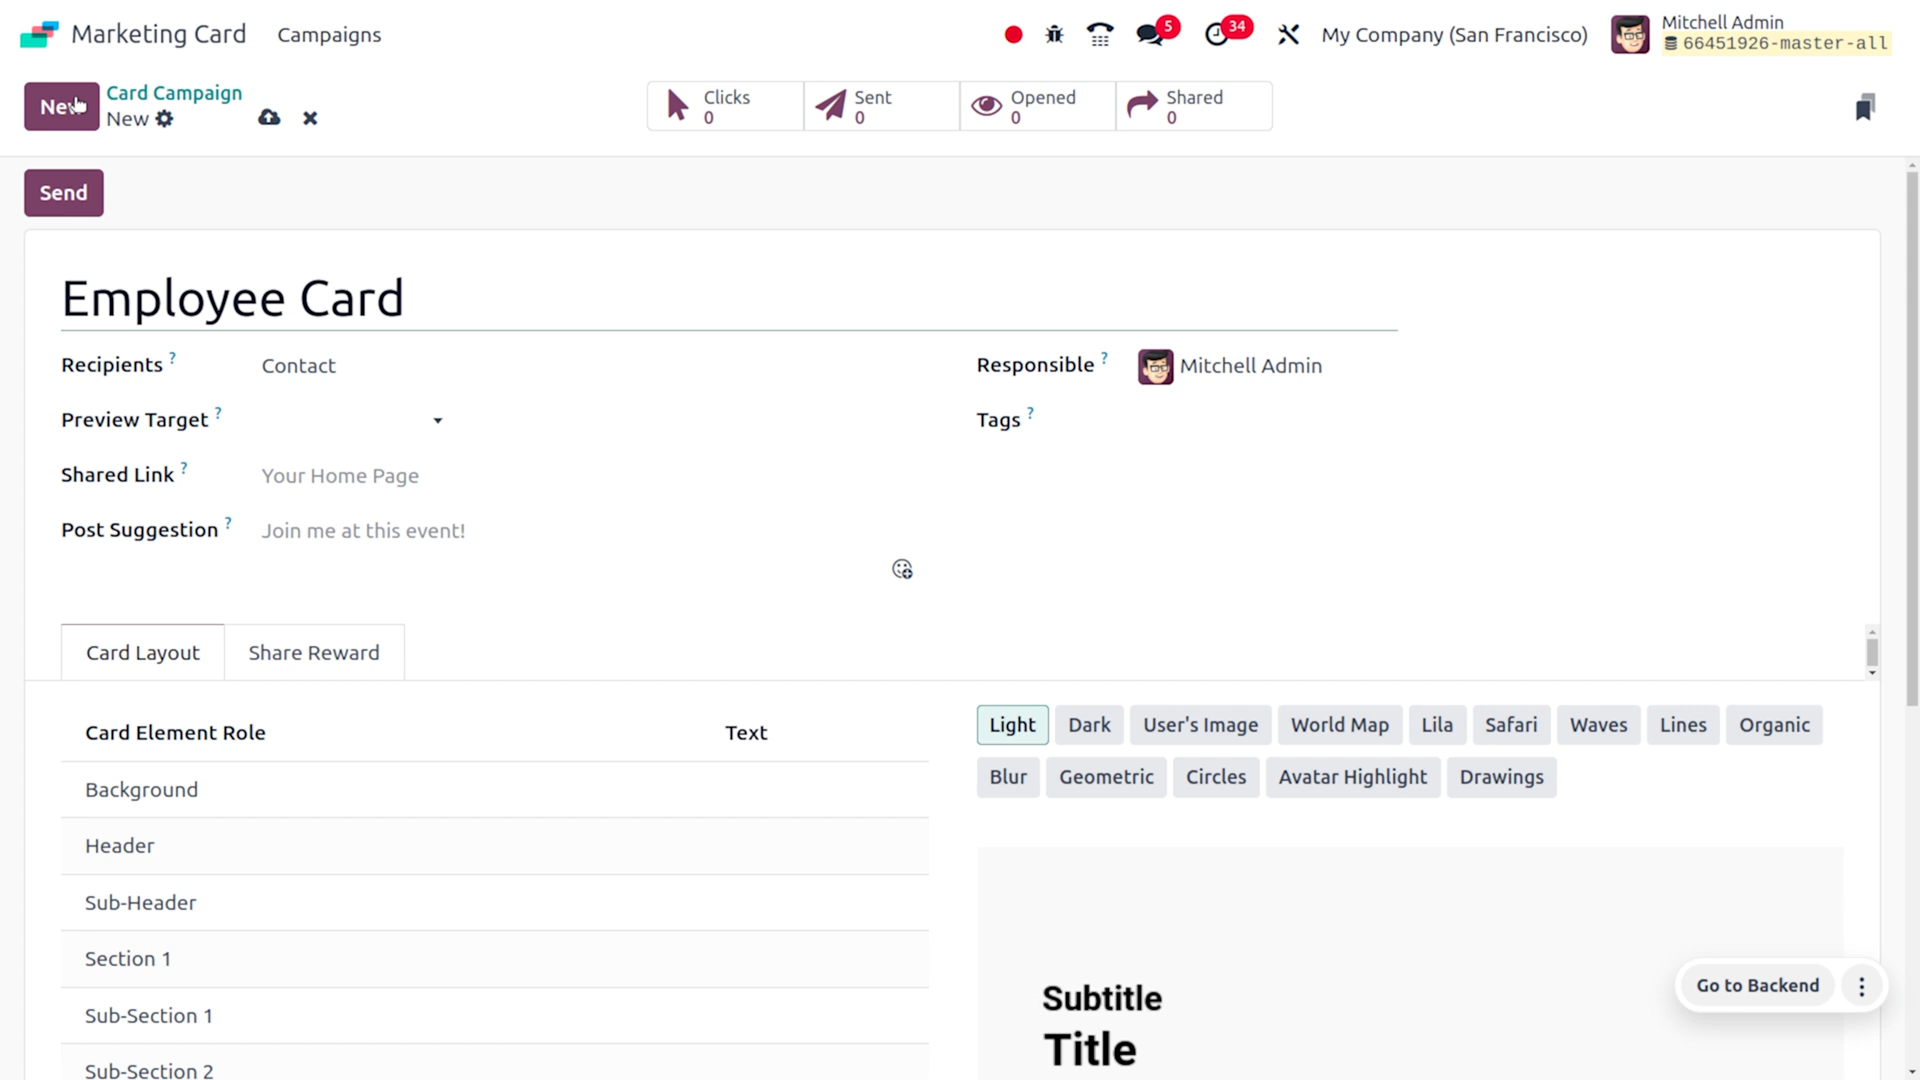 Marketing Card Campaigns 5 34 My Company (San Francisco) Mitchell Admin
66451926-master-all
New Card Campaign
New
Clicks 0 Sent 0 Opened 0 Shared 0
Send
Employee Card
Recipients ? Contact Responsible ? Mitchell Admin
Preview Target ? Tags ?
Shared Link ? Your Home Page
Post Suggestion ? Join me at this event!
Card Layout Share Reward
Card Element Role Text
Light Dark User's Image World Map Lila Safari Waves Lines Organic
Blur Geometric Circles Avatar Highlight Drawings
Background
Header
Sub-Header
Section 1
Sub-Section 1
Sub-Section 2
Subtitle
Title
Go to Backend